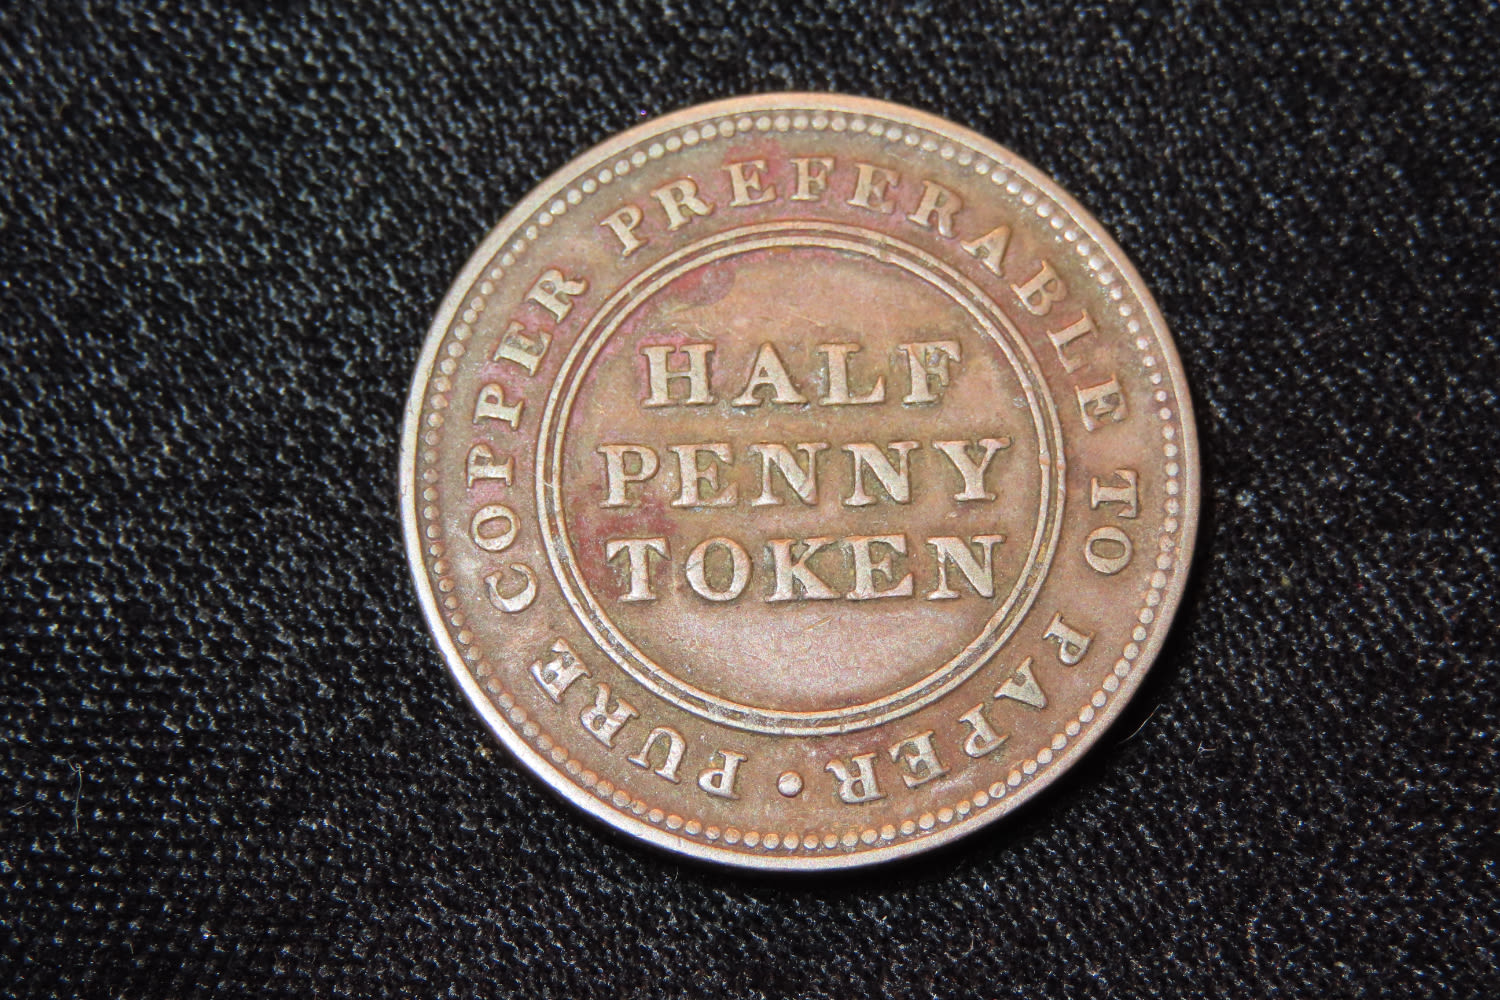 PURE COPPER PREFERABLE TO PAPER •
HALF
PENNY
TOKEN